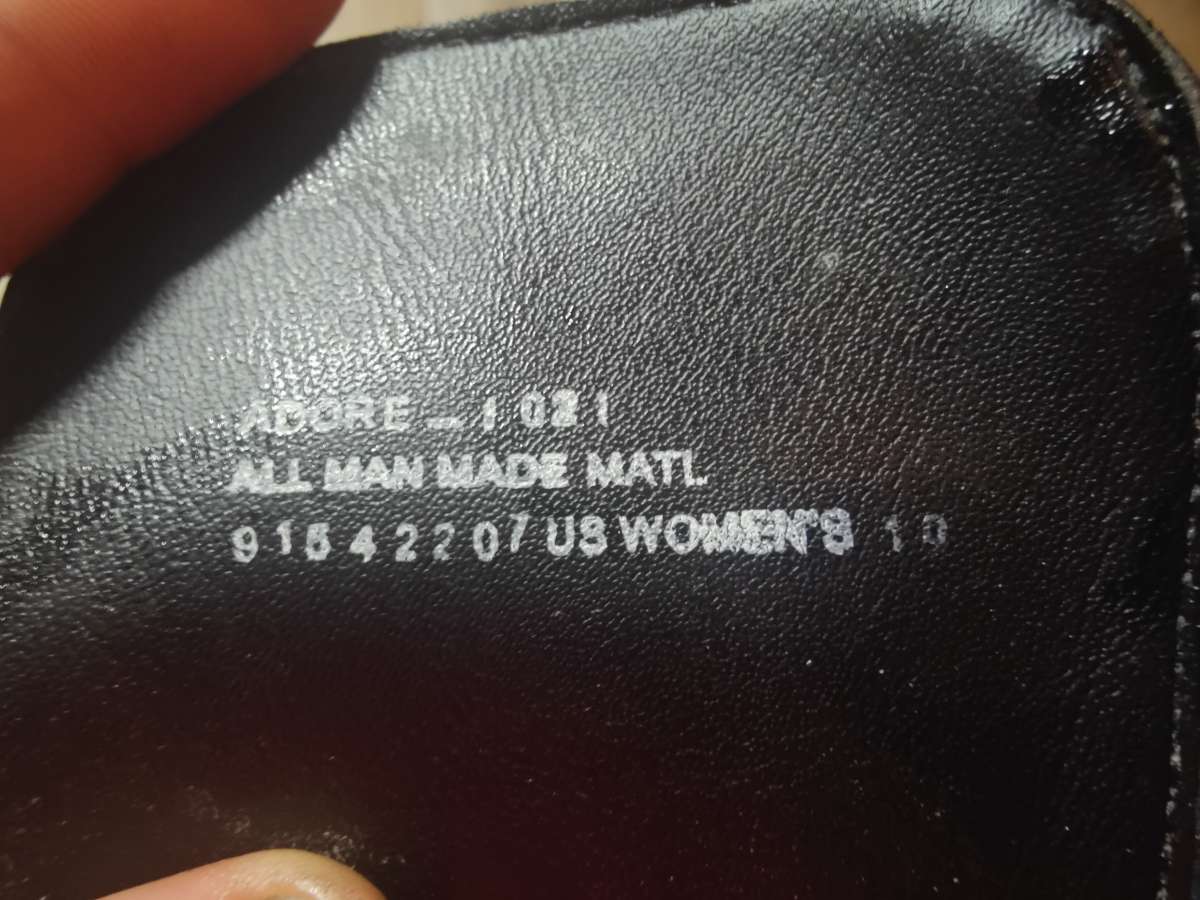 ADORE-1021
ALL MAN MADE MATL
91542207 US WOMEN'S 10